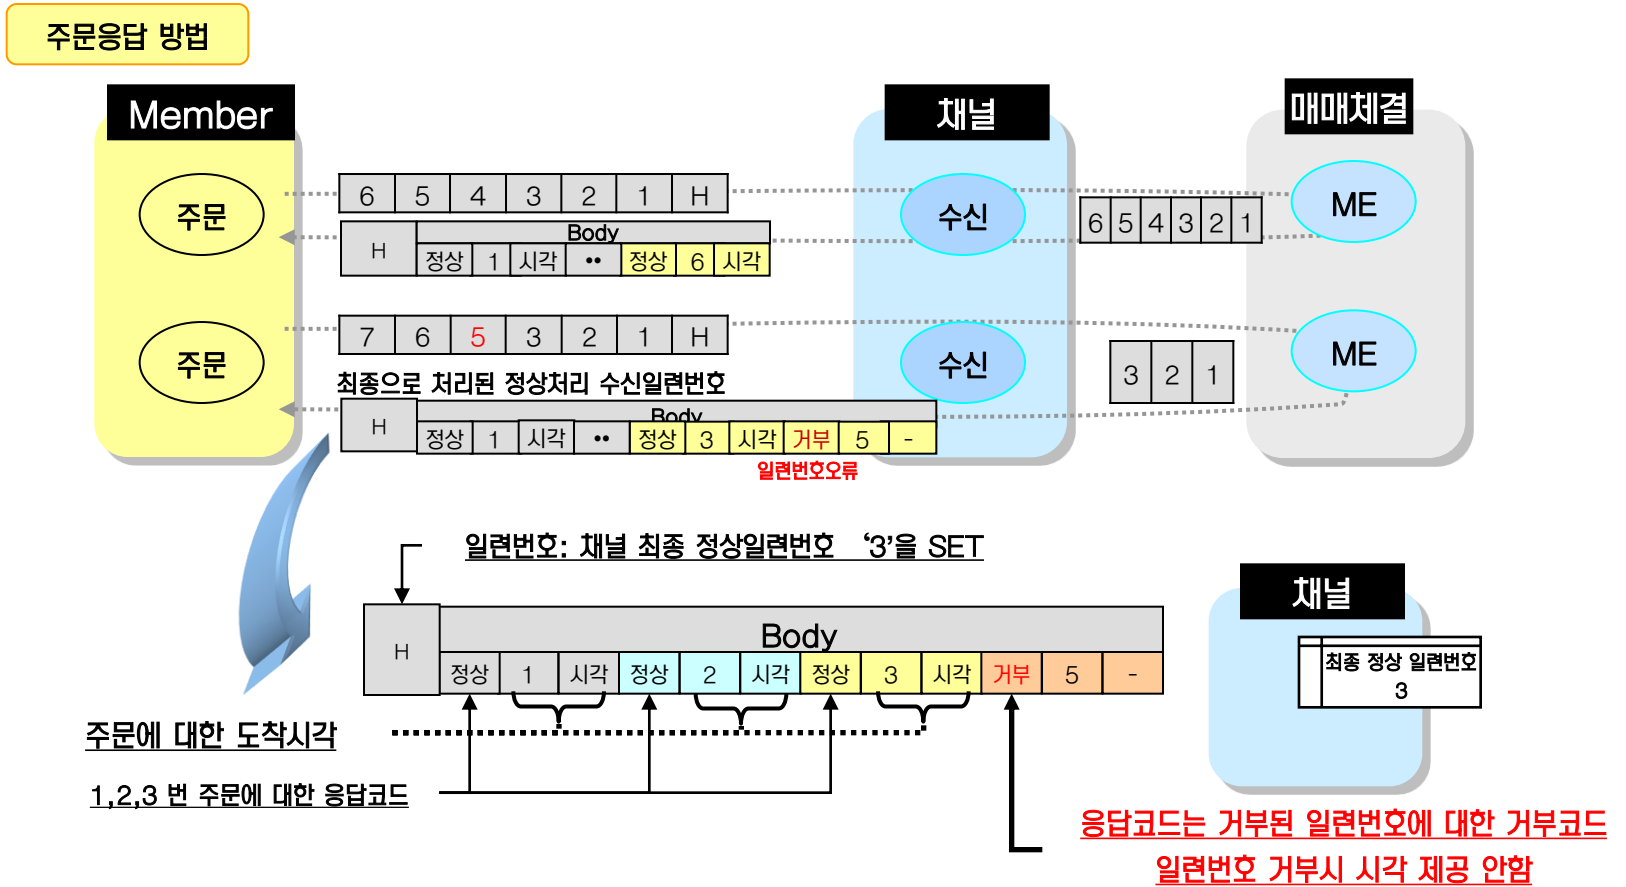 주문응답 방법
Member
채널
매매체결
주문
6 5 4 3 2 1 H
수신
6 5 4 3 2 1
ME
H
Body
정상 1 시각 •• 정상 6 시각
주문
7 6 5 3 2 1 H
수신
3 2 1
ME
최종으로 처리된 정상처리 수신일련번호
H
Body
정상 1 시각 •• 정상 3 시각 거부 5 -
일련번호오류
일련번호: 채널 최종 정상일련번호 ‘3’을 SET
채널
H
Body
정상 1 시각 정상 2 시각 정상 3 시각 거부 5 -
최종 정상 일련번호
3
주문에 대한 도착시각
1,2,3 번 주문에 대한 응답코드
응답코드는 거부된 일련번호에 대한 거부코드
일련번호 거부시 시각 제공 안함